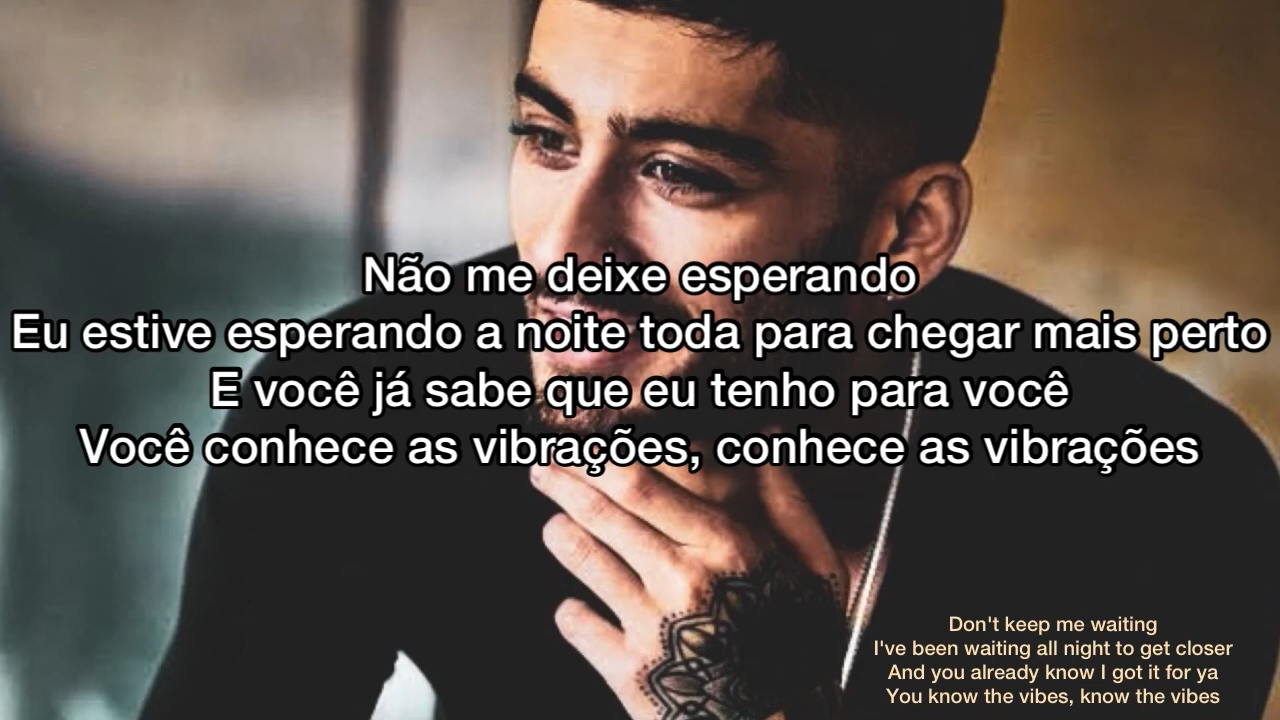 Não me deixe esperando
Eu estive esperando a noite toda para chegar mais perto
E você já sabe que eu tenho para você
Você conhece as vibrações, conhece as vibrações
Don't keep me waiting
I've been waiting all night to get closer
And you already know I got it for ya
You know the vibes, know the vibes